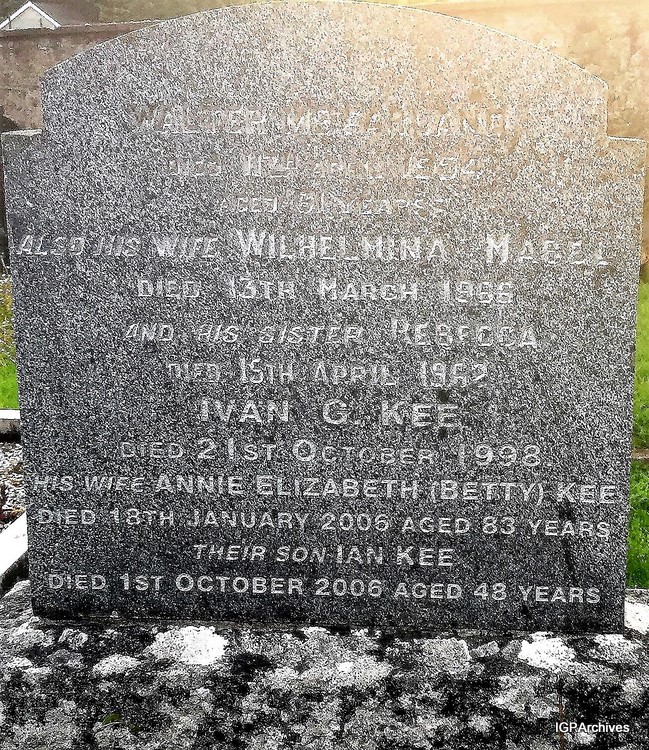 WALTER
DIED 11TH APRIL 1954
AGED YEARS
ALSO HIS WIFE WILHELMINA MABEL
DIED 13TH MARCH 1966
AND HIS SISTER REBECCA
DIED 15TH APRIL 1962
IVAN G. KEE
DIED 21ST OCTOBER 1998
HIS WIFE ANNIE ELIZABETH (BETTY) KEE
DIED 18TH JANUARY 2006 AGED 83 YEARS
THEIR SON IAN KEE
DIED 1ST OCTOBER 2006 AGED 48 YEARS
IGPArchives